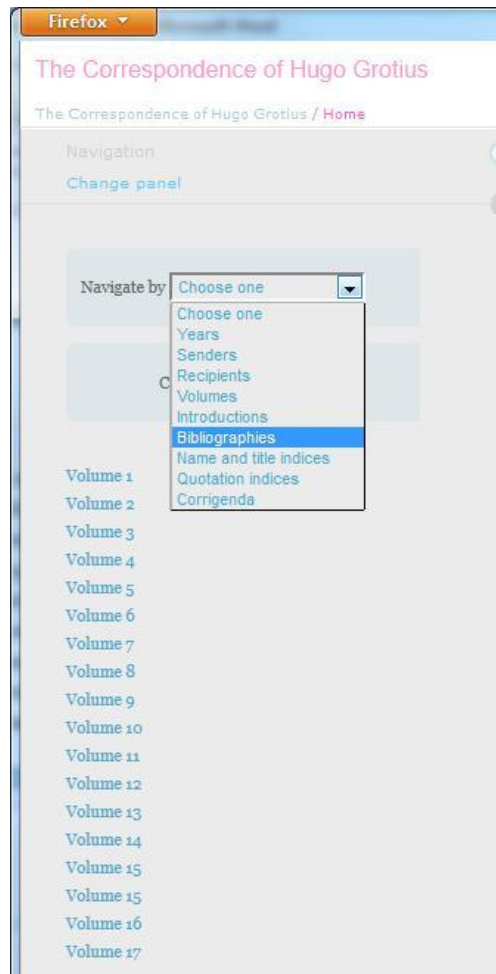 Firefox
The Correspondence of Hugo Grotius
The Correspondence of Hugo Grotius / Home
Navigation
Change panel
Navigate by Choose one
Choose one
Years
Senders
Recipients
Volumes
Introductions
Bibliographies
Name and title indices
Quotation indices
Corrigenda
Volume 1
Volume 2
Volume 3
Volume 4
Volume 5
Volume 6
Volume 7
Volume 8
Volume 9
Volume 10
Volume 11
Volume 12
Volume 13
Volume 14
Volume 15
Volume 15
Volume 16
Volume 17